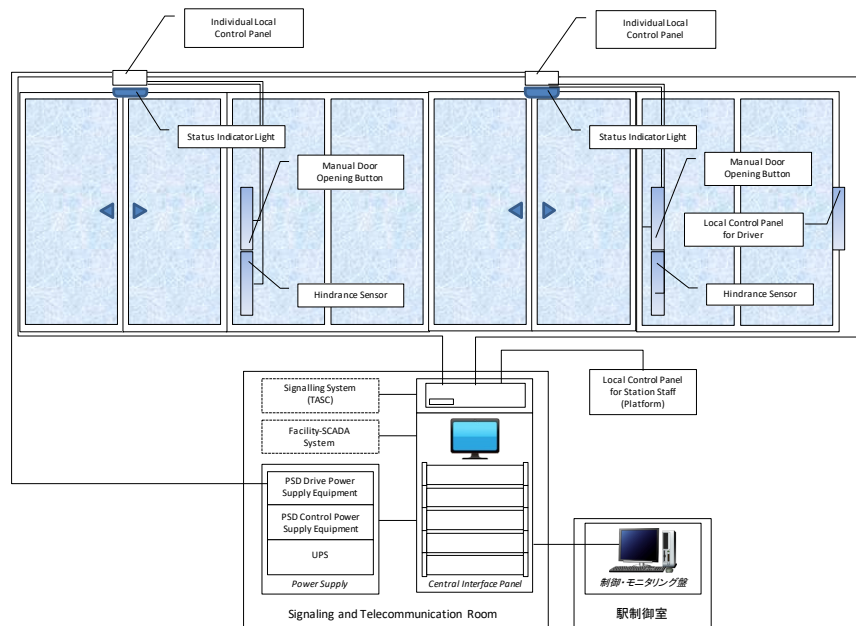 Individual Local
Control Panel
Individual Local
Control Panel
Status Indicator Light
Manual Door
Opening Button
Hindrance Sensor
Status Indicator Light
Manual Door
Opening Button
Local Control Panel
for Driver
Hindrance Sensor
Signalling System
(TASC)
Facility-SCADA
System
Local Control Panel
for Station Staff
(Platform)
PSD Drive Power
Supply Equipment
PSD Control Power
Supply Equipment
UPS
Power Supply
Central Interface Panel
Signaling and Telecommunication Room
制御・モニタリング盤
駅制御室